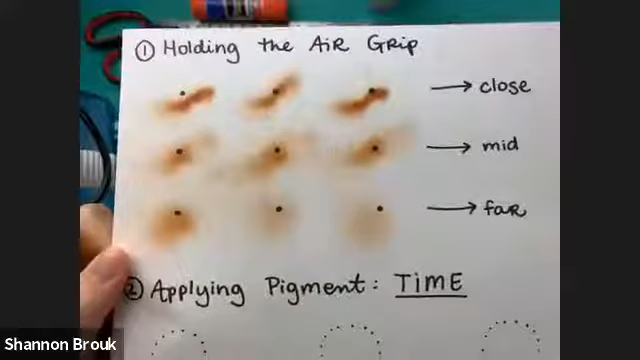 ① Holding the AiR GRip
→ close
→ mid
→ faR
② Applying Pigment: TiME
Shannon Brouk